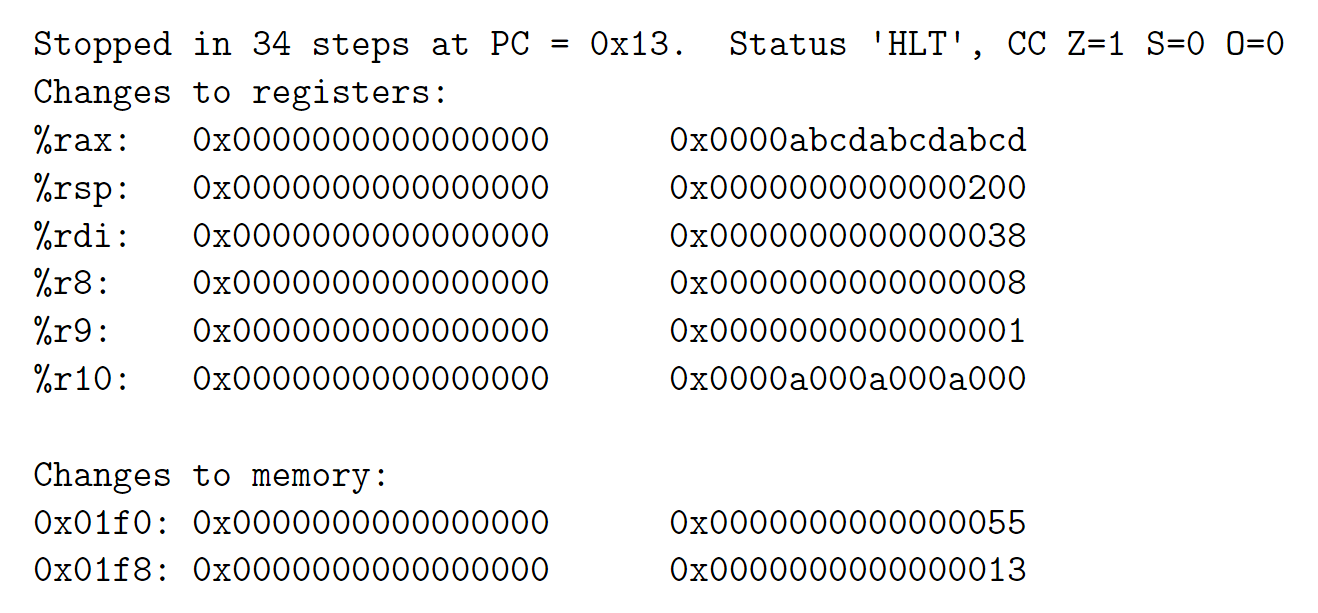 Stopped in 34 steps at PC = 0x13.  Status 'HLT', CC Z=1 S=0 O=0
Changes to registers:
%rax:   0x0000000000000000      0x0000abcdabcdabcd
%rsp:   0x0000000000000000      0x0000000000000200
%rdi:   0x0000000000000000      0x0000000000000038
%r8:    0x0000000000000000      0x0000000000000008
%r9:    0x0000000000000000      0x0000000000000001
%r10:   0x0000000000000000      0x0000a000a000a000

Changes to memory:
0x01f0: 0x0000000000000000      0x0000000000000055
0x01f8: 0x0000000000000000      0x0000000000000013